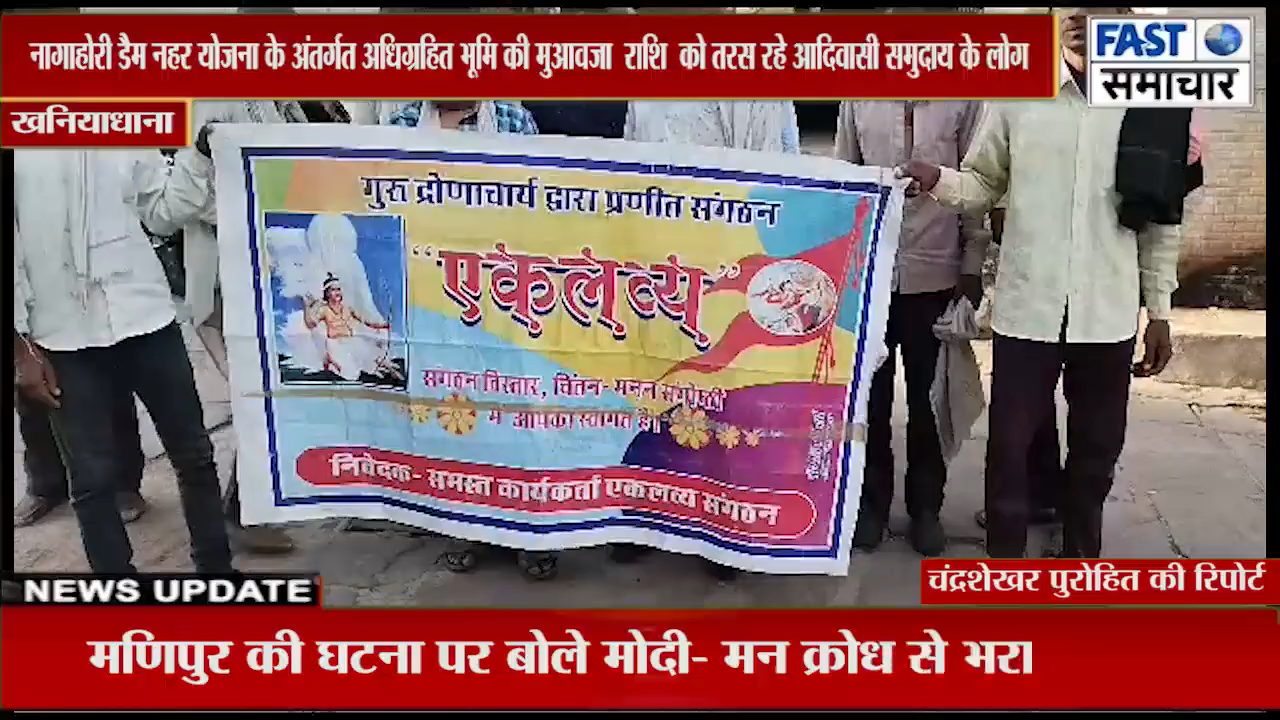 नागाहोरी डैम नहर योजना के अंतर्गत अधिग्रहित भूमि की मुआवजा राशि को तरस रहे आदिवासी समुदाय के लोग
FAST
समाचार
खनियाधाना
गुरू द्रोणाचार्य द्वारा प्रणीत संगठन
“एकलव्य”
संगठन विस्तार, चिंतन- मनन संगोष्ठी
में आपका स्वागत है।
निवेदक- समस्त कार्यकर्ता एकलव्य संगठन
चंद्रशेखर पुरोहित की रिपोर्ट
NEWS UPDATE
मणिपुर की घटना पर बोले मोदी- मन क्रोध से भरा